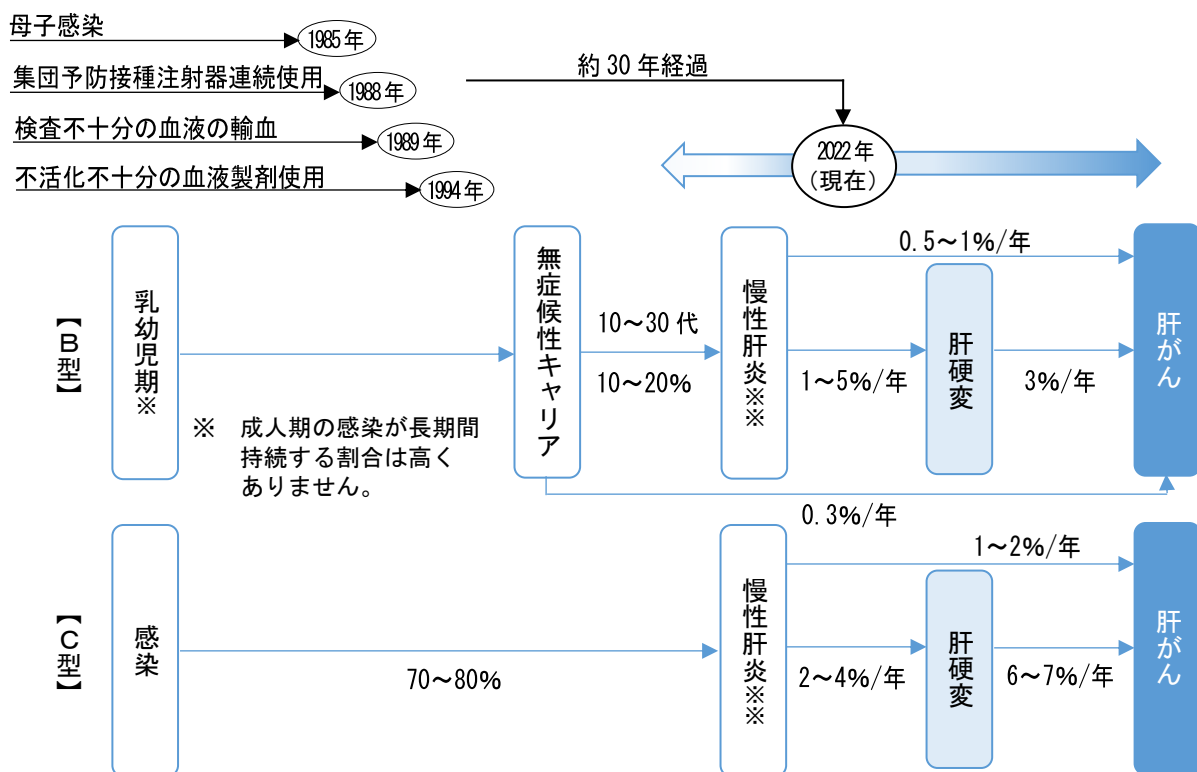 母子感染
1985年
集団予防接種注射器連続使用
1988年
検査不十分の血液の輸血
1989年
不活化不十分の血液製剤使用
1994年
約30年経過
2022年
(現在)
【B型】
乳幼児期※
※ 成人期の感染が長期間
持続する割合は高く
ありません。
無症候性キャリア
10～30代
10～20%
慢性肝炎※※
0.5～1%/年
1～5%/年
肝硬変
3%/年
肝がん
0.3%/年
【C型】
感染
70～80%
慢性肝炎※※
1～2%/年
2～4%/年
肝硬変
6～7%/年
肝がん